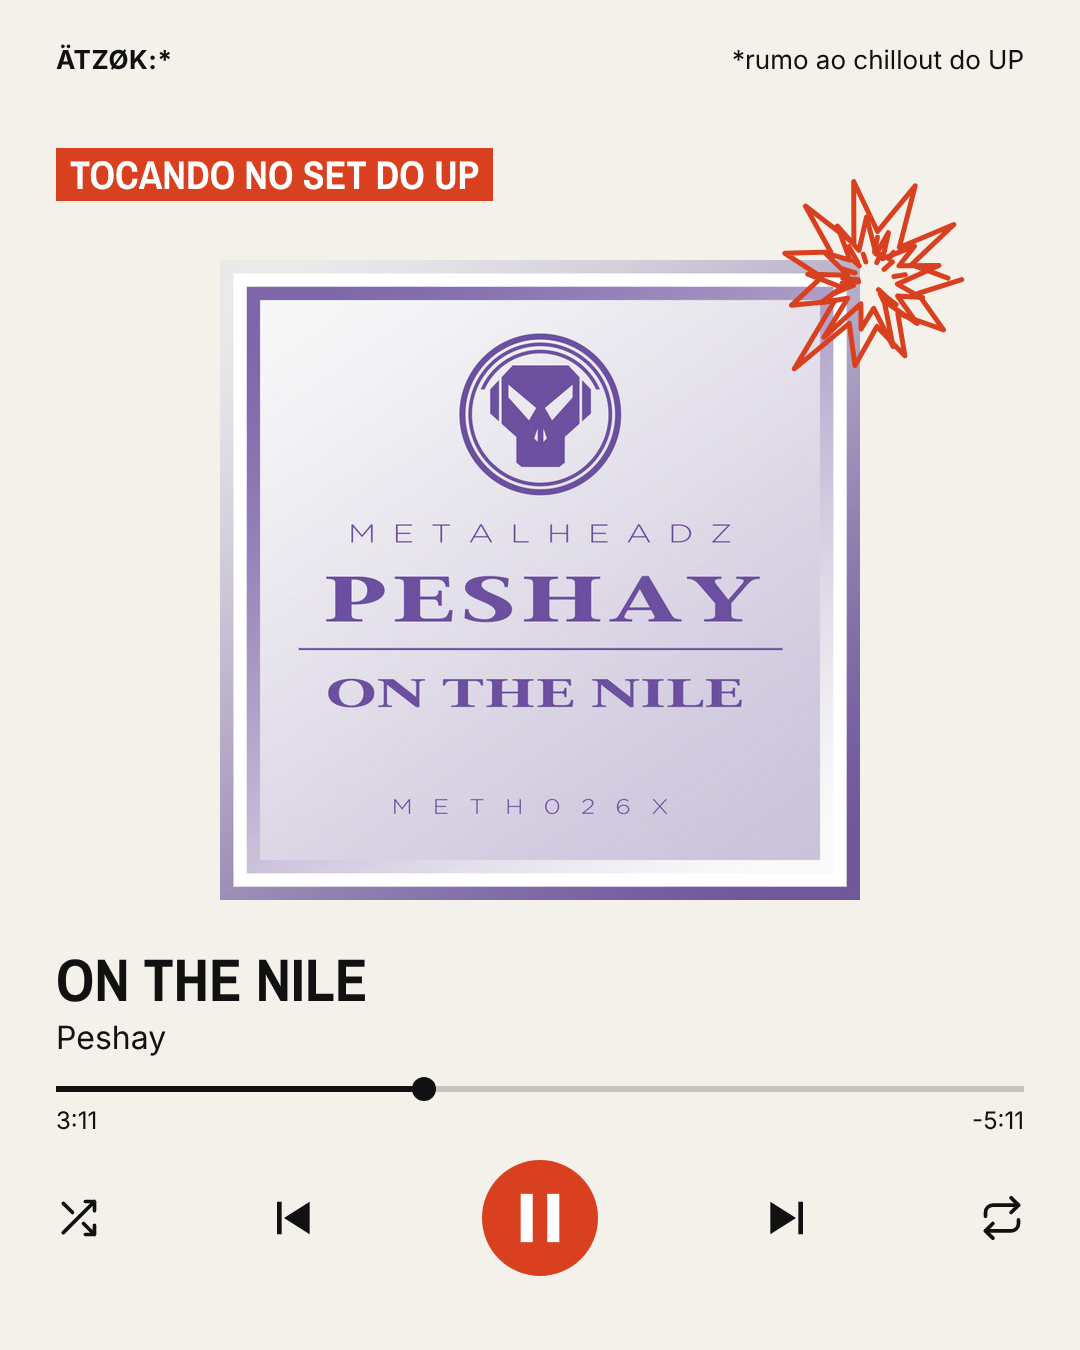 ÄTZØK:*
*rumo ao chillout do UP
TOCANDO NO SET DO UP
METALHEADZ
PESHAY
ON THE NILE
METH026X
ON THE NILE
Peshay
3:11
-5:11